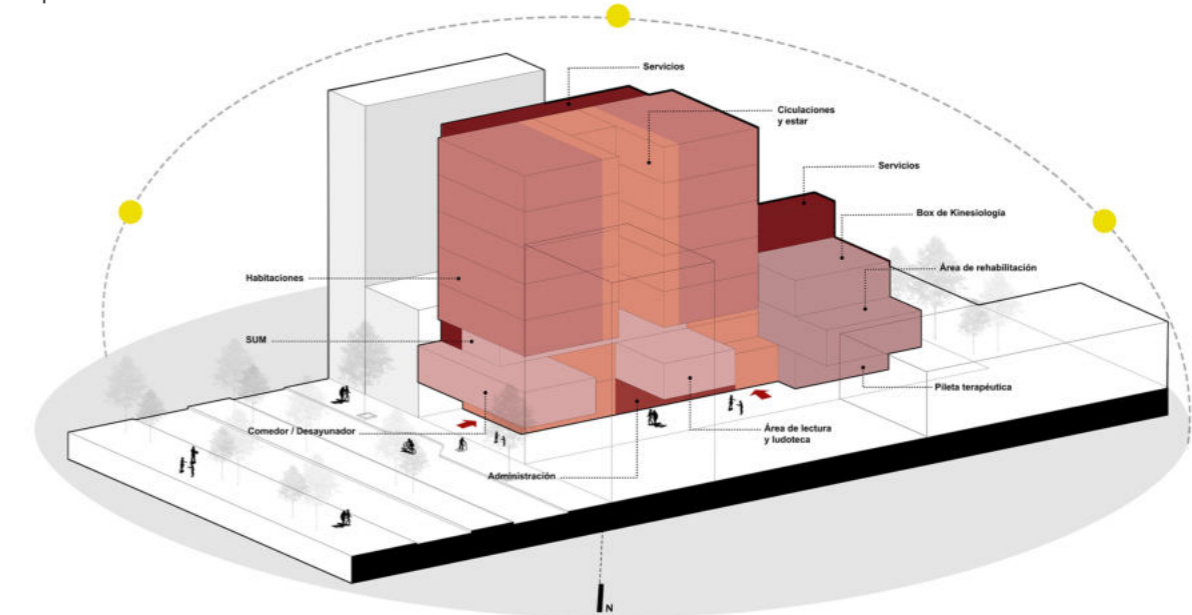 Servicios
Ciculaciones
y estar
Servicios
Box de Kinesiología
Área de rehabilitación
Habitaciones
SUM
Pileta terapéutica
Comedor / Desayunador
Área de lectura
y ludoteca
Administración
N